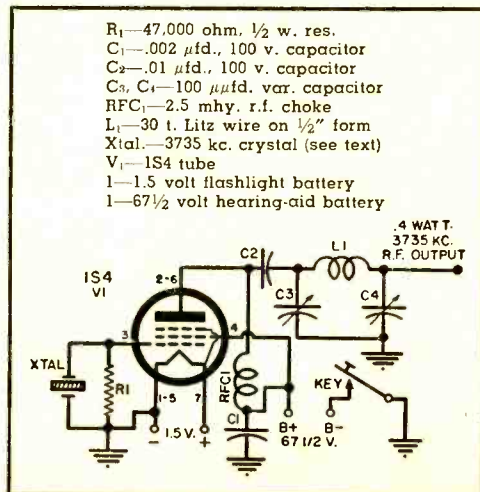 R₁—47,000 ohm, ½ w. res.
C₁—.002 μfd., 100 v. capacitor
C₂—.01 μfd., 100 v. capacitor
C₃, C₄—100 μμfd. var. capacitor
RFC₁—2.5 mhy. r.f. choke
L₁—30 t. Litz wire on ½″ form
Xtal.—3735 kc. crystal (see text)
V₁—1S4 tube
1—1.5 volt flashlight battery
1—67½ volt hearing-aid battery
.4 WATT.
3735 KC.
R.F. OUTPUT
C2
L1
1S4
V1
2-6
C3
C4
3
4
XTAL
R1
RFC1
KEY
1-5
7
C1
B+
B-
- 1.5 V. +
67 1/2 V.